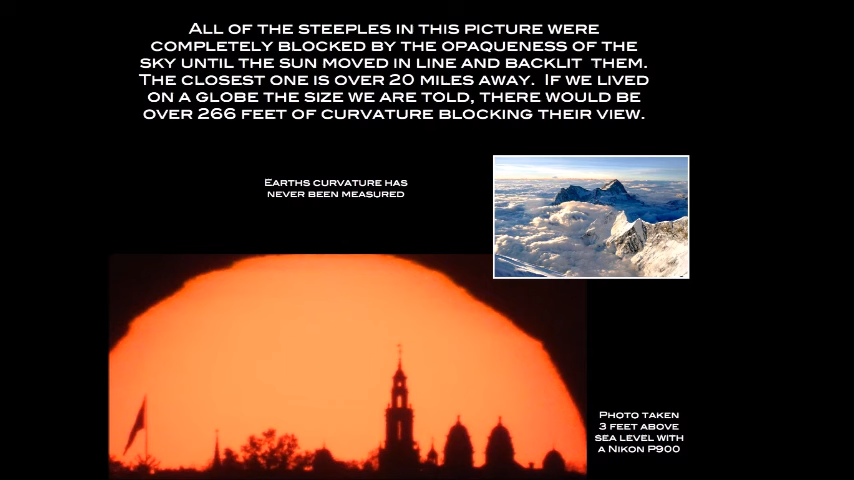 ALL OF THE STEEPLES IN THIS PICTURE WERE
COMPLETELY BLOCKED BY THE OPAQUENESS OF THE
SKY UNTIL THE SUN MOVED IN LINE AND BACKLIT THEM.
THE CLOSEST ONE IS OVER 20 MILES AWAY. IF WE LIVED
ON A GLOBE THE SIZE WE ARE TOLD, THERE WOULD BE
OVER 266 FEET OF CURVATURE BLOCKING THEIR VIEW.
EARTHS CURVATURE HAS
NEVER BEEN MEASURED
PHOTO TAKEN
3 FEET ABOVE
SEA LEVEL WITH
A NIKON P900